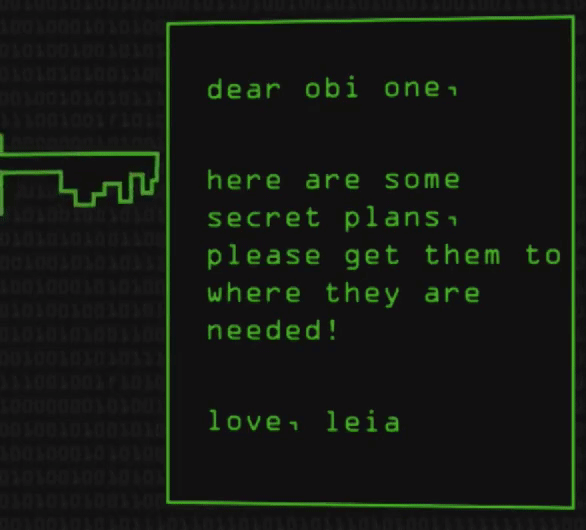 dear obi one,
here are some
secret plans,
please get them to
where they are
needed!
love, leia